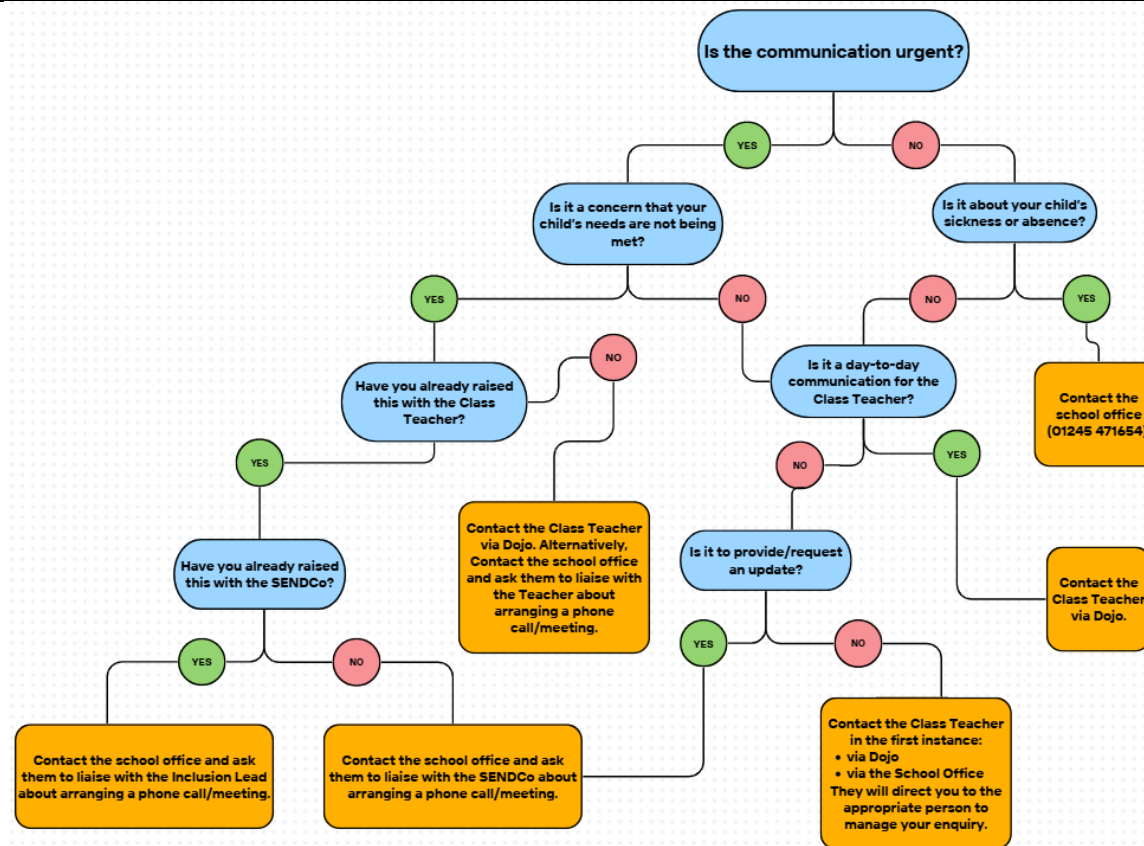 Is the communication urgent?
YES
NO
Is it a concern that your
child's needs are not being
met?
Is it about your child's
sickness or absence?
YES
NO
NO
YES
Have you already raised
this with the Class
Teacher?
NO
Is it a day-to-day
communication for the
Class Teacher?
Contact the
school office
(01245 471654)
YES
NO
YES
Contact the Class Teacher
via Dojo. Alternatively,
Contact the school office
and ask them to liaise with
the Teacher about
arranging a phone
call/meeting.
Have you already raised
this with the SENDCo?
Is it to provide/request
an update?
Contact the
Class Teacher
via Dojo.
YES
NO
YES
NO
Contact the school office and ask
them to liaise with the Inclusion Lead
about arranging a phone call/meeting.
Contact the school office and ask
them to liaise with the SENDCo about
arranging a phone call/meeting.
Contact the Class Teacher
in the first instance:
• via Dojo
• via the School Office
They will direct you to the
appropriate person to
manage your enquiry.